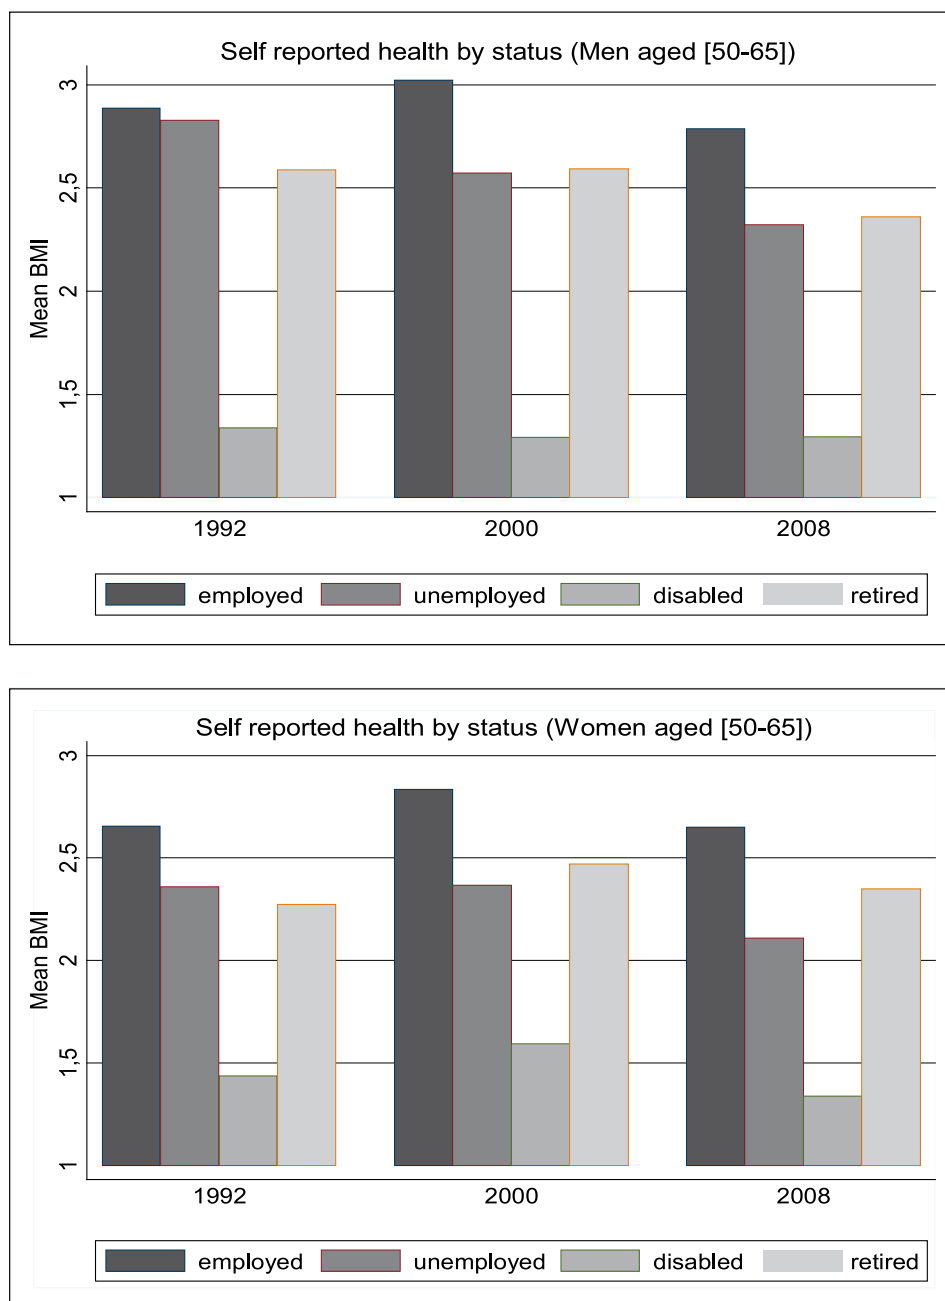 Self reported health by status (Men aged [50-65])
Mean BMI
3
2,5
2
1,5
1
1992 2000 2008
employed unemployed disabled retired
Self reported health by status (Women aged [50-65])
Mean BMI
3
2,5
2
1,5
1
1992 2000 2008
employed unemployed disabled retired